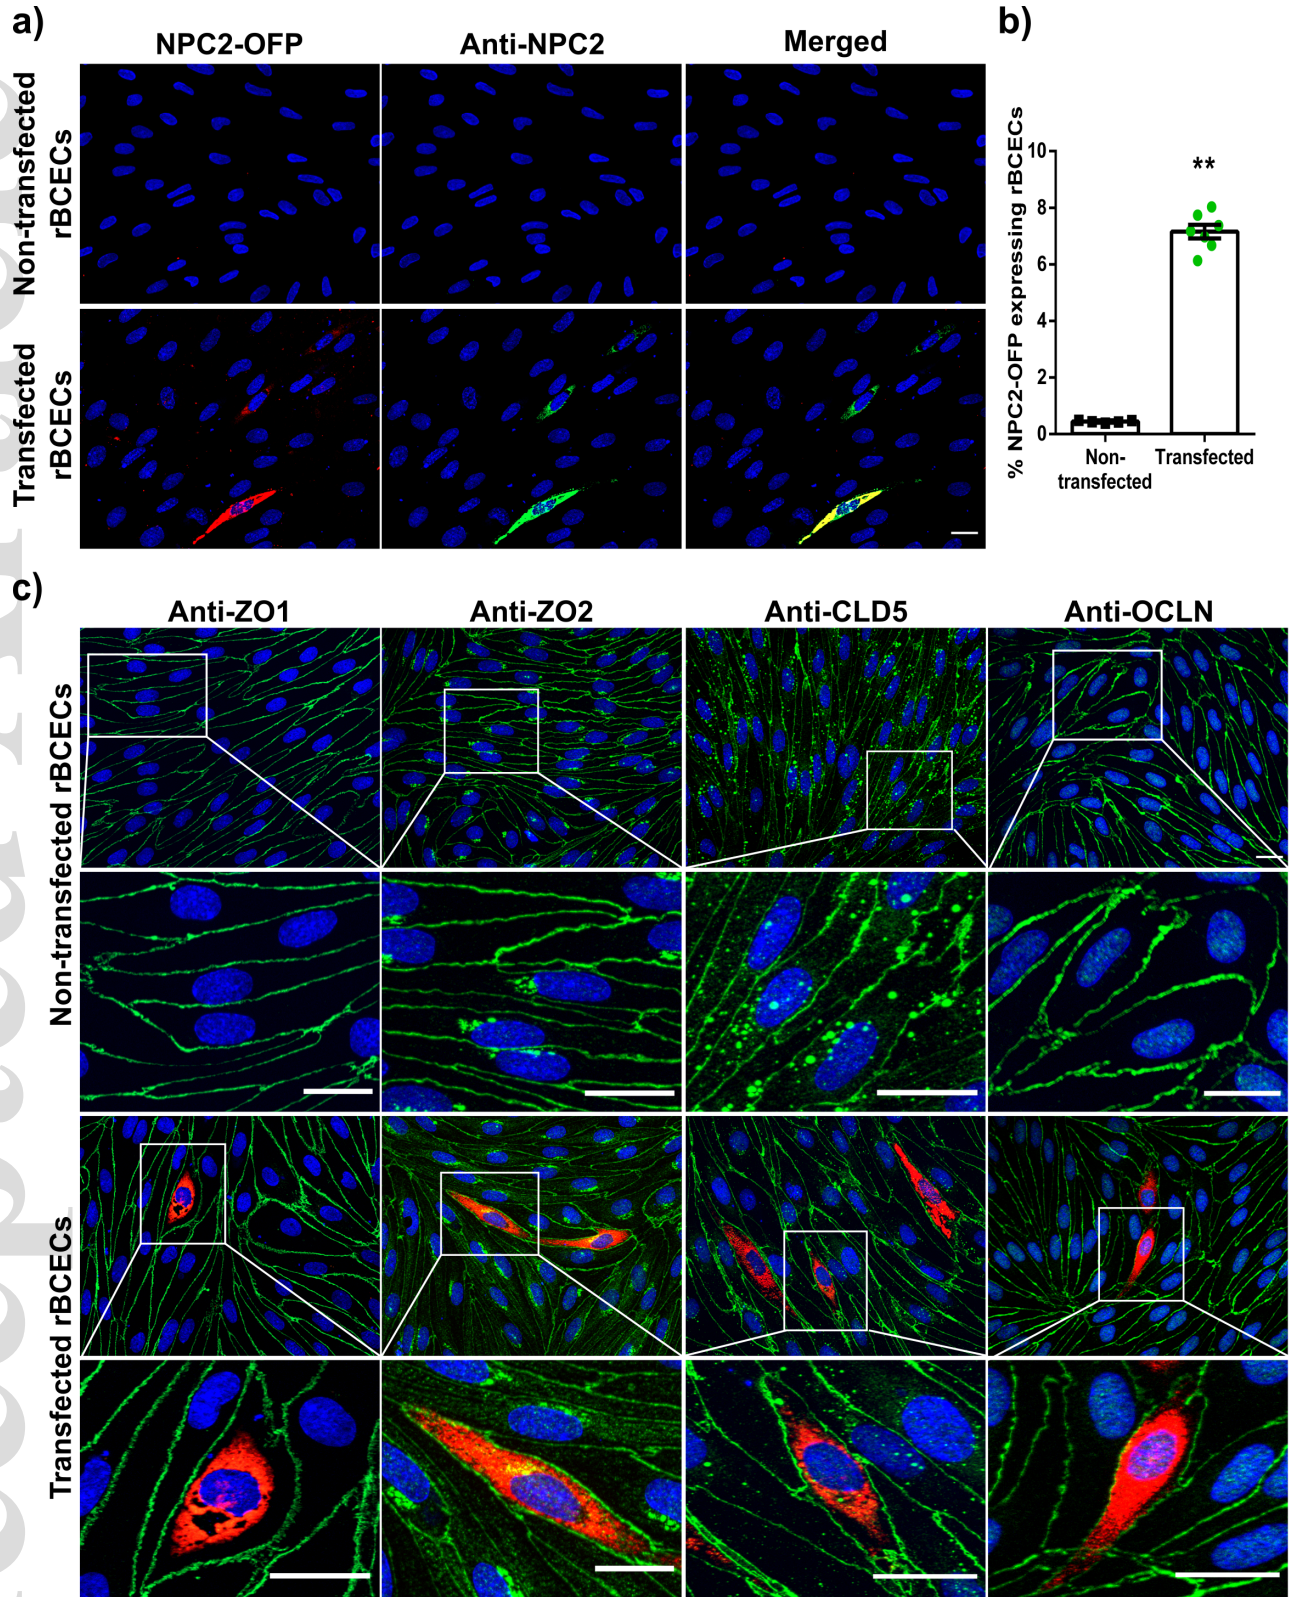 a)
NPC2-OFP
Anti-NPC2
Merged
Non-transfected
rBCECs
Transfected
rBCECs
b)
% NPC2-OFP expressing rBCECs
10
8
6
4
2
0
**
Non-
transfected
Transfected
c)
Anti-ZO1
Anti-ZO2
Anti-CLD5
Anti-OCLN
Non-transfected rBCECs
Transfected rBCECs